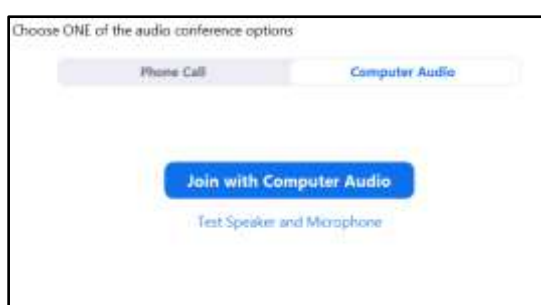 Choose ONE of the audio conference options
Phone Call Computer Audio
Join with Computer Audio
Test Speaker and Microphone